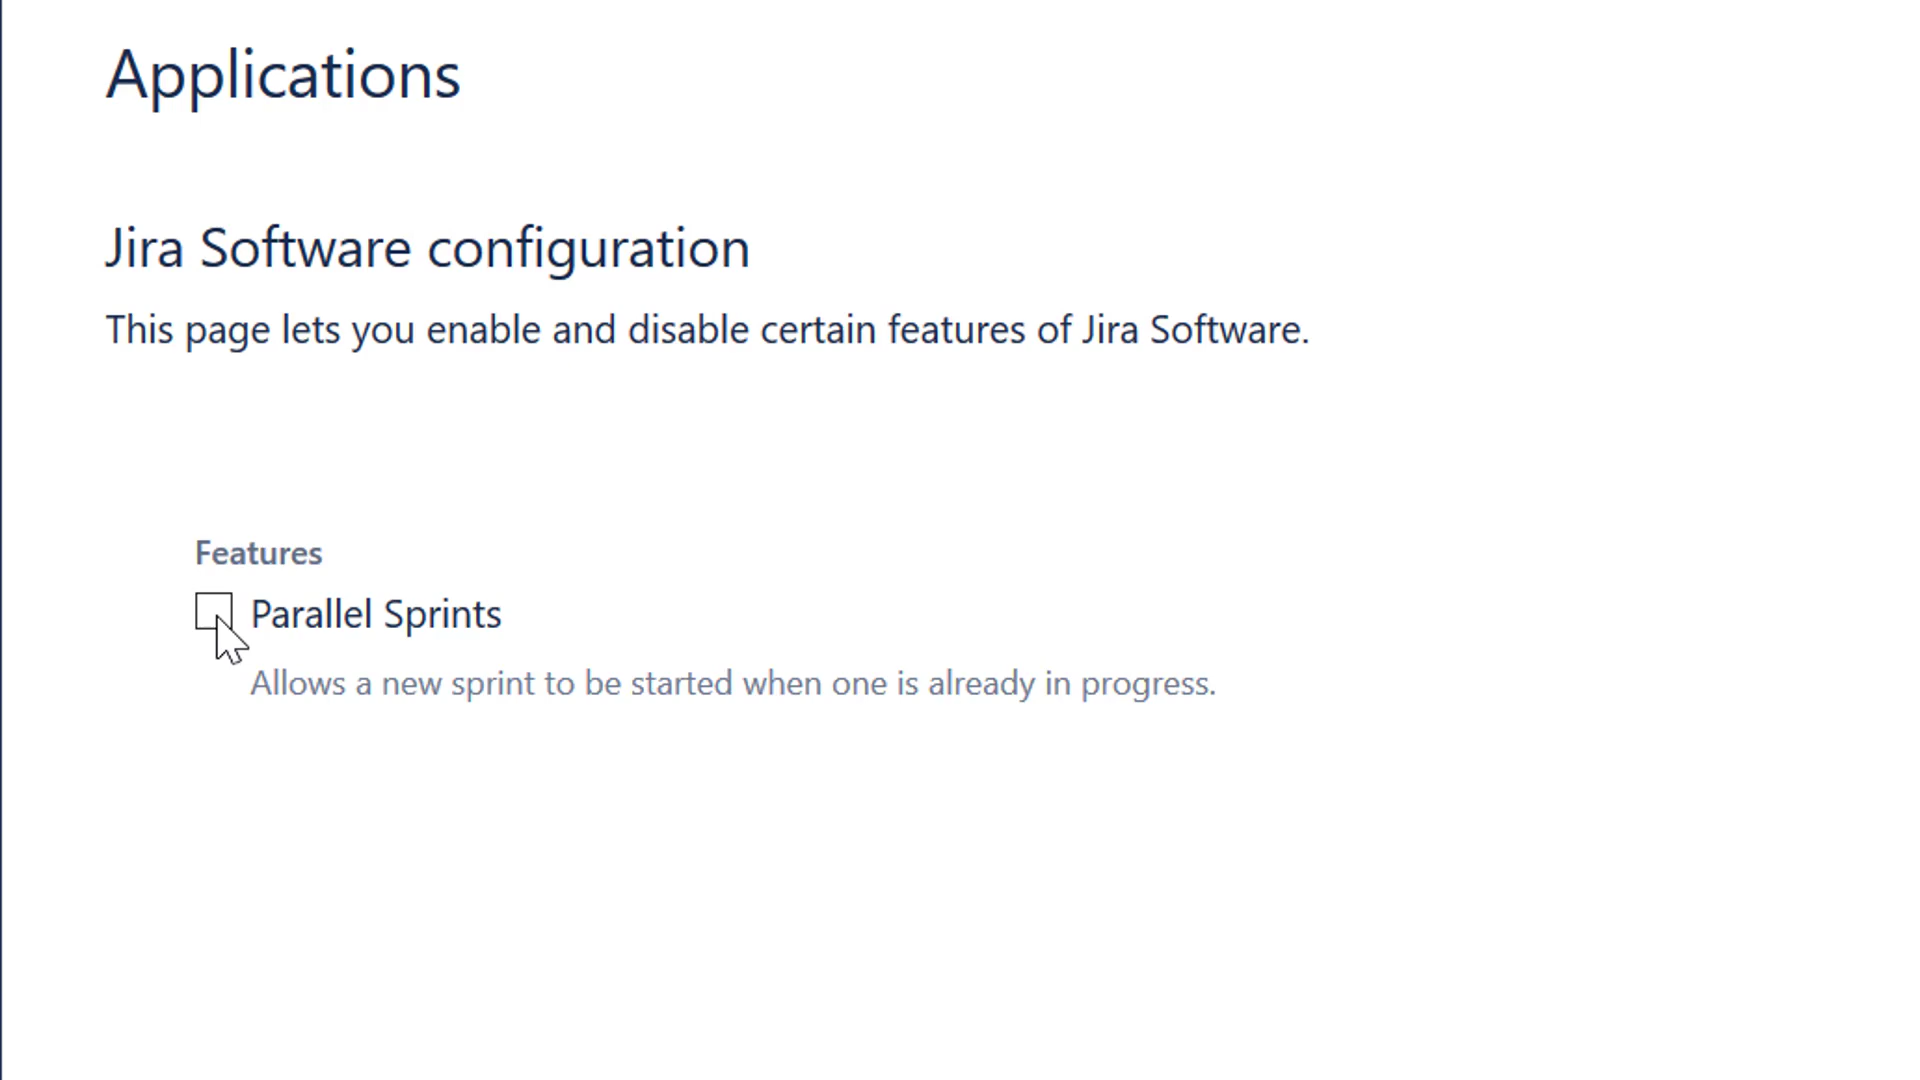 Applications
Jira Software configuration
This page lets you enable and disable certain features of Jira Software.
Features
Parallel Sprints
Allows a new sprint to be started when one is already in progress.